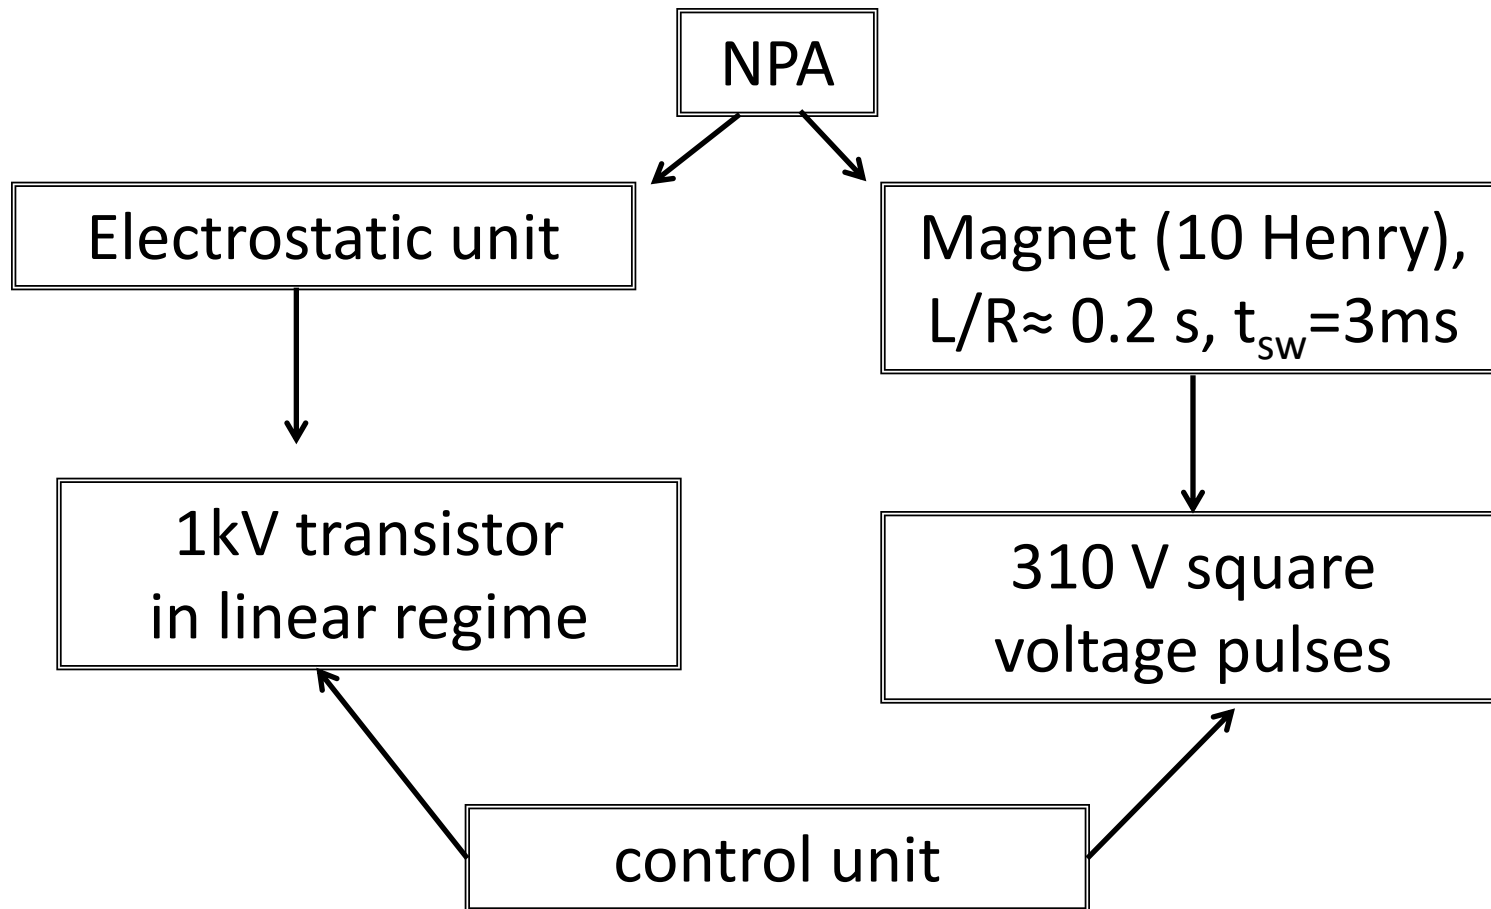 NPA
Electrostatic unit
Magnet (10 Henry),
L/R≈ 0.2 s, tsw=3ms
1kV transistor
in linear regime
310 V square
voltage pulses
control unit